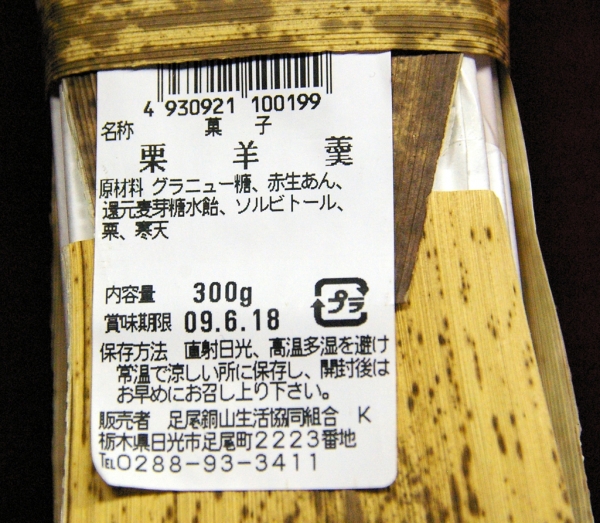 4 930921 100199
名称 菓子
栗羊羹
原材料 グラニュー糖、赤生あん、
還元麦芽糖水飴、ソルビトール、
栗、寒天
内容量 300g
賞味期限 09.6.18
プラ
保存方法 直射日光、高温多湿を避け
常温で涼しい所に保存し、開封後は
お早めにお召し上り下さい。
販売者 足尾銅山生活協同組合 K
栃木県日光市足尾町2223番地
℡0288-93-3411